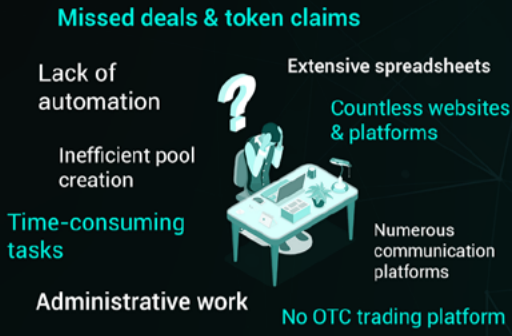 Missed deals & token claims
Lack of
automation
Extensive spreadsheets
Countless websites
& platforms
Inefficient pool
creation
Time-consuming
tasks
Numerous
communication
platforms
Administrative work
No OTC trading platform